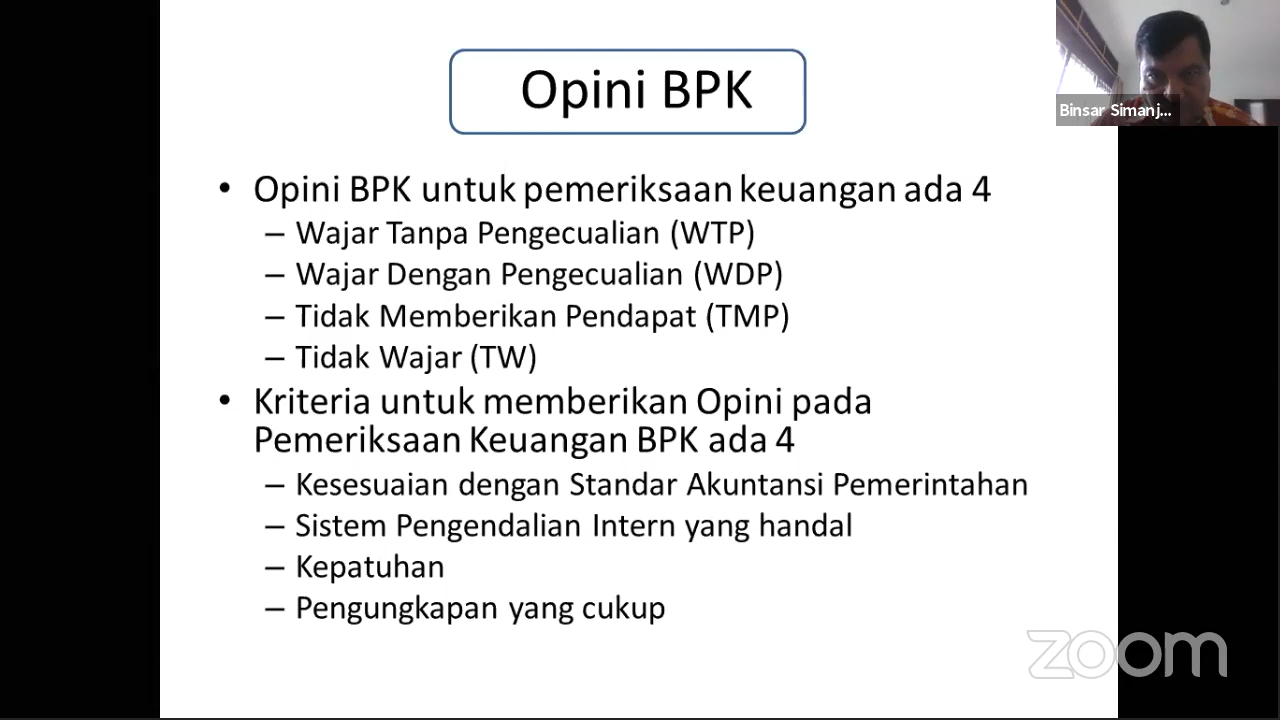 Opini BPK
Binsar Simanj...
• Opini BPK untuk pemeriksaan keuangan ada 4
– Wajar Tanpa Pengecualian (WTP)
– Wajar Dengan Pengecualian (WDP)
– Tidak Memberikan Pendapat (TMP)
– Tidak Wajar (TW)
• Kriteria untuk memberikan Opini pada
Pemeriksaan Keuangan BPK ada 4
– Kesesuaian dengan Standar Akuntansi Pemerintahan
– Sistem Pengendalian Intern yang handal
– Kepatuhan
– Pengungkapan yang cukup
zoom